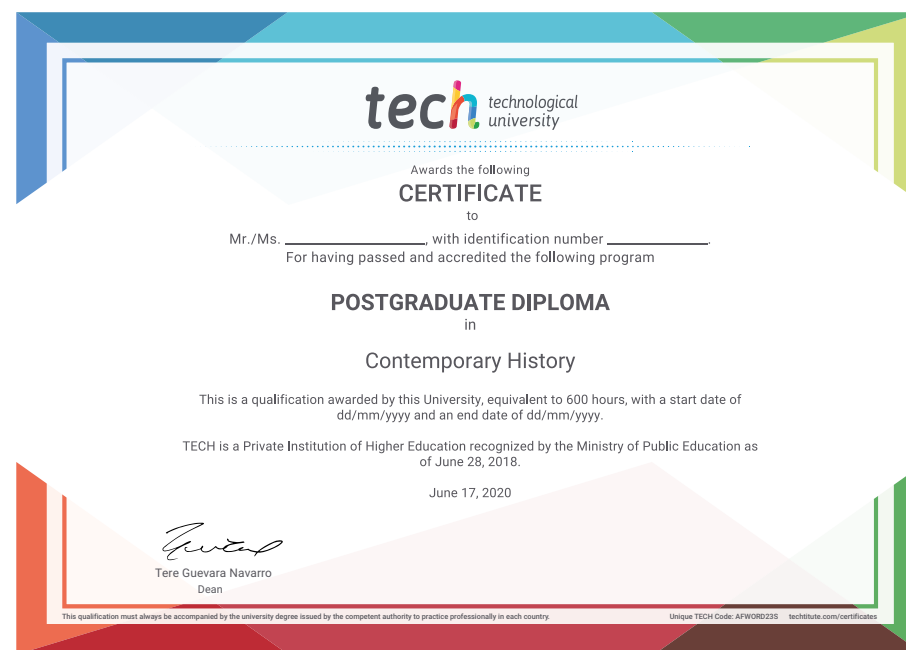 tech technological
university
Awards the following
CERTIFICATE
to
Mr./Ms. ____________, with identification number ____________.
For having passed and accredited the following program
POSTGRADUATE DIPLOMA
in
Contemporary History
This is a qualification awarded by this University, equivalent to 600 hours, with a start date of
dd/mm/yyyy and an end date of dd/mm/yyyy.
TECH is a Private Institution of Higher Education recognized by the Ministry of Public Education as
of June 28, 2018.
June 17, 2020
Tere Guevara Navarro
Dean
This qualification must always be accompanied by the university degree issued by the competent authority to practice professionally in each country. Unique TECH Code: AFWORD23S techtitute.com/certificates